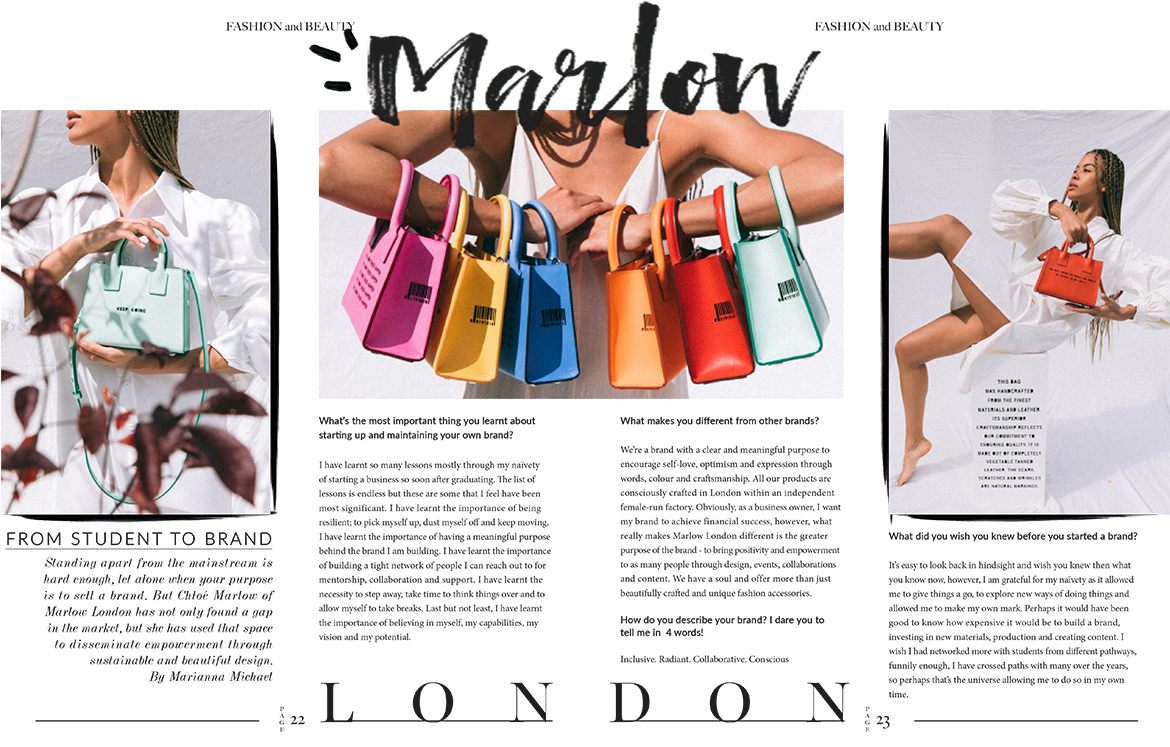 FASHION and BEAUTY
FASHION and BEAUTY
Marlow
KEEP GOING
THIS BAG
WAS HANDCRAFTED
FROM THE FINEST
MATERIALS AND LEATHER.
ITS SUPERIOR
CRAFTSMANSHIP REFLECTS
OUR COMMITMENT TO
ENDURING QUALITY. IT IS
MADE OUT OF COMPLETELY
VEGETABLE TANNED
LEATHER. THE SCARS,
SCRATCHES AND WRINKLES
ARE NATURAL MARKINGS
FROM STUDENT TO BRAND
Standing apart from the mainstream is
hard enough, let alone when your purpose
is to sell a brand. But Chloé Marlow of
Marlow London has not only found a gap
in the market, but she has used that space
to disseminate empowerment through
sustainable and beautiful design.
By Marianna Michael
What's the most important thing you learnt about
starting up and maintaining your own brand?
I have learnt so many lessons mostly through my naïvety
of starting a business so soon after graduating. The list of
lessons is endless but these are some that I feel have been
most significant. I have learnt the importance of being
resilient; to pick myself up, dust myself off and keep moving.
I have learnt the importance of having a meaningful purpose
behind the brand I am building. I have learnt the importance
of building a tight network of people I can reach out to for
mentorship, collaboration and support. I have learnt the
necessity to step away, take time to think things over and to
allow myself to take breaks. Last but not least, I have learnt
the importance of believing in myself, my capabilities, my
vision and my potential.
What makes you different from other brands?
We're a brand with a clear and meaningful purpose to
encourage self-love, optimism and expression through
words, colour and craftsmanship. All our products are
consciously crafted in London within an independent
female-run factory. Obviously, as a business owner, I want
my brand to achieve financial success, however, what
really makes Marlow London different is the greater
purpose of the brand - to bring positivity and empowerment
to as many people through design, events, collaborations
and content. We have a soul and offer more than just
beautifully crafted and unique fashion accessories.
How do you describe your brand? I dare you to
tell me in 4 words!
Inclusive. Radiant. Collaborative. Conscious
What did you wish you knew before you started a brand?
It's easy to look back in hindsight and wish you knew then what
you know now, however, I am grateful for my naïvety as it allowed
me to give things a go, to explore new ways of doing things and
allowed me to make my own mark. Perhaps it would have been
good to know how expensive it would be to build a brand,
investing in new materials, production and creating content. I
wish I had networked more with students from different pathways,
funnily enough, I have crossed paths with many over the years,
so perhaps that's the universe allowing me to do so in my own
time.
PAGE 22
LONDON
PAGE 23